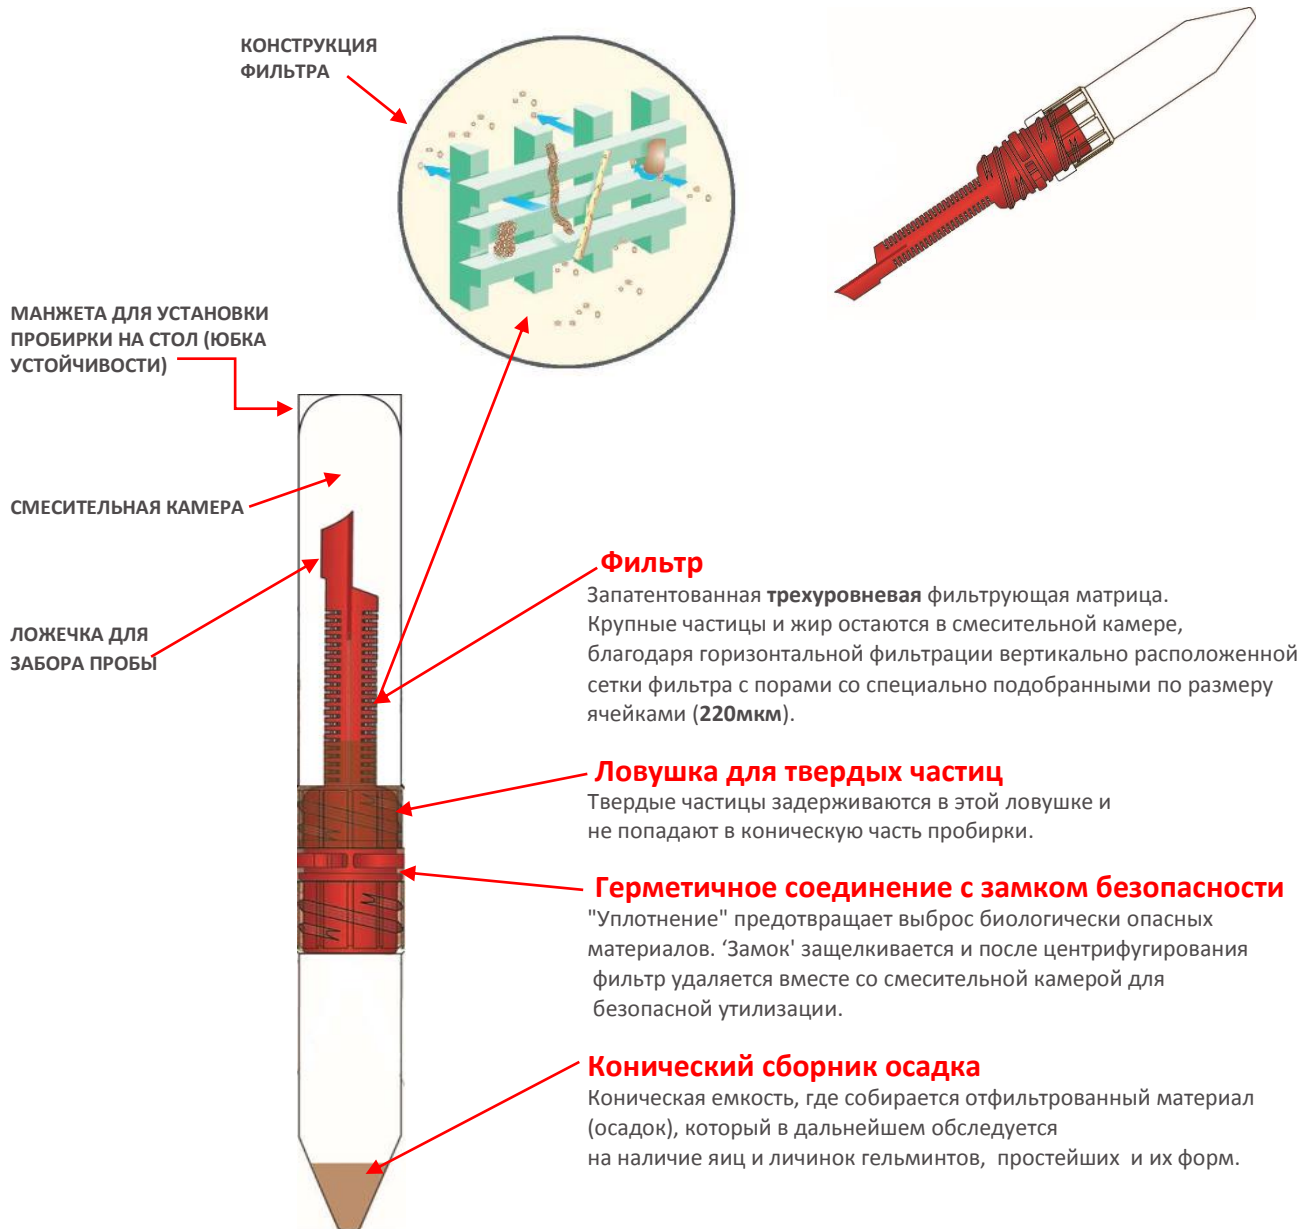 КОНСТРУКЦИЯ
ФИЛЬТРА
МАНЖЕТА ДЛЯ УСТАНОВКИ
ПРОБИРКИ НА СТОЛ (ЮБКА
УСТОЙЧИВОСТИ)
СМЕСИТЕЛЬНАЯ КАМЕРА
ЛОЖЕЧКА ДЛЯ
ЗАБОРА ПРОБЫ
Фильтр
Запатентованная трехуровневая фильтрующая матрица.
Крупные частицы и жир остаются в смесительной камере,
благодаря горизонтальной фильтрации вертикально расположенной
сетки фильтра с порами со специально подобранными по размеру
ячейками (220мкм).
Ловушка для твердых частиц
Твердые частицы задерживаются в этой ловушке и
не попадают в коническую часть пробирки.
Герметичное соединение с замком безопасности
"Уплотнение" предотвращает выброс биологически опасных
материалов. ‘Замок' защелкивается и после центрифугирования
фильтр удаляется вместе со смесительной камерой для
безопасной утилизации.
Конический сборник осадка
Коническая емкость, где собирается отфильтрованный материал
(осадок), который в дальнейшем обследуется
на наличие яиц и личинок гельминтов, простейших и их форм.